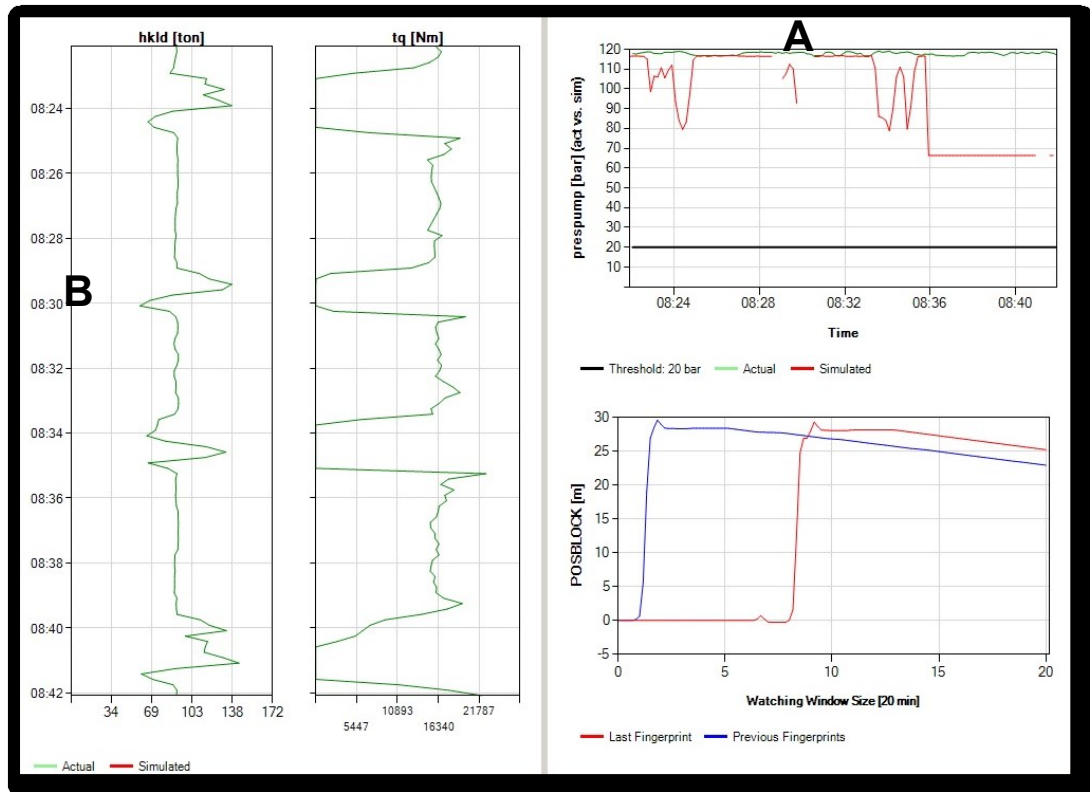 hkld [ton]
tq [Nm]
08:24
08:26
08:28
08:30
08:32
08:34
08:36
08:38
08:40
08:42
34 69 103 138 172
10893 21787
5447 16340
Actual Simulated
B
A
prespump [bar] (act vs. sim)
120
110
100
90
80
70
60
50
40
30
20
10
08:24 08:28 08:32 08:36 08:40
Time
Threshold: 20 bar Actual Simulated
POSBLOCK [m]
30
25
20
15
10
5
0
-5
0 5 10 15 20
Watching Window Size [20 min]
Last Fingerprint Previous Fingerprints